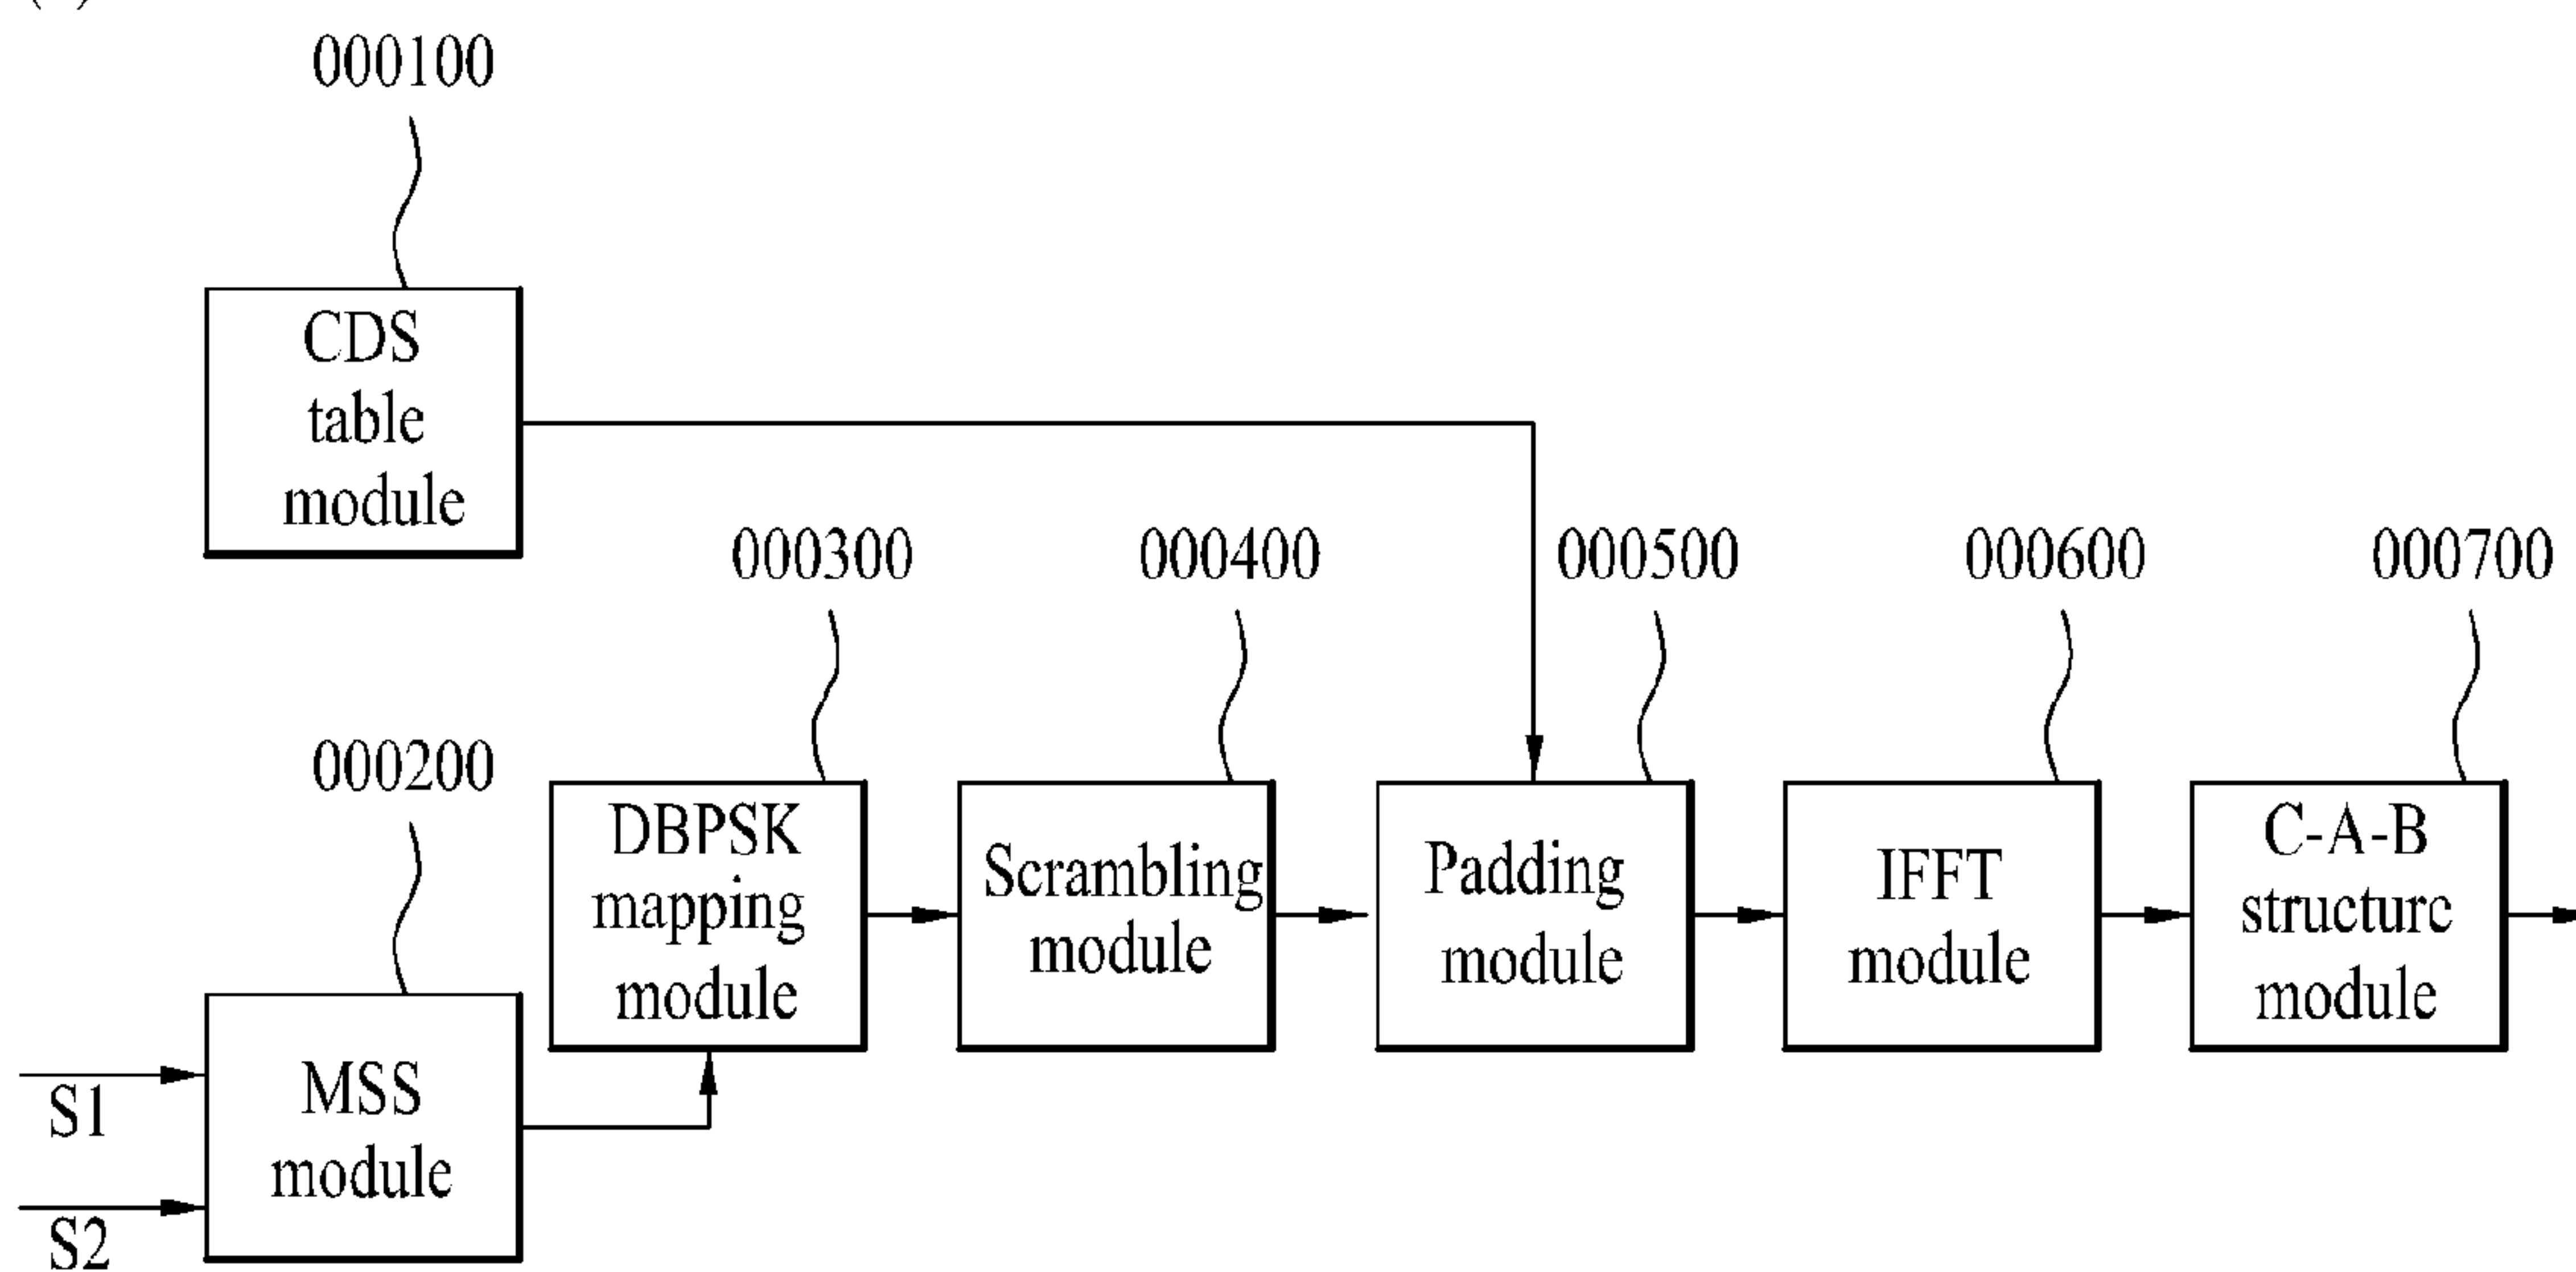 000100
CDS
table
module
000300
000400
000500
000600
000700
000200
DBPSK
mapping
module
Scrambling
module
Padding
module
IFFT
module
C-A-B
structure
module
S1
S2
MSS
module